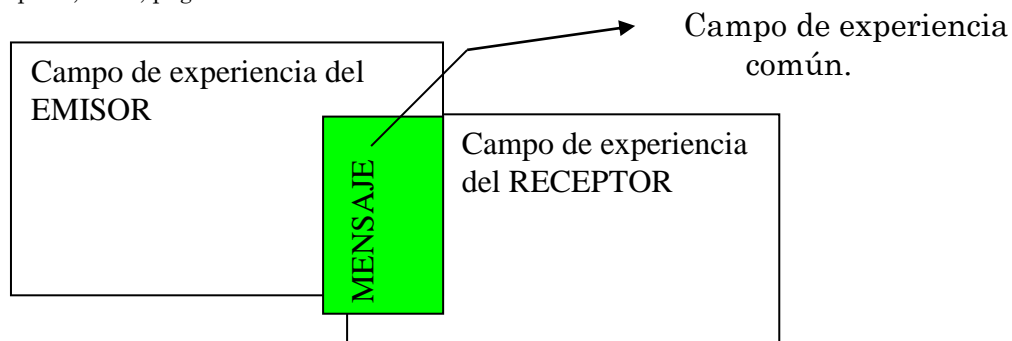 Campo de experiencia
común.
Campo de experiencia del
EMISOR
Campo de experiencia
del RECEPTOR
MENSAJE